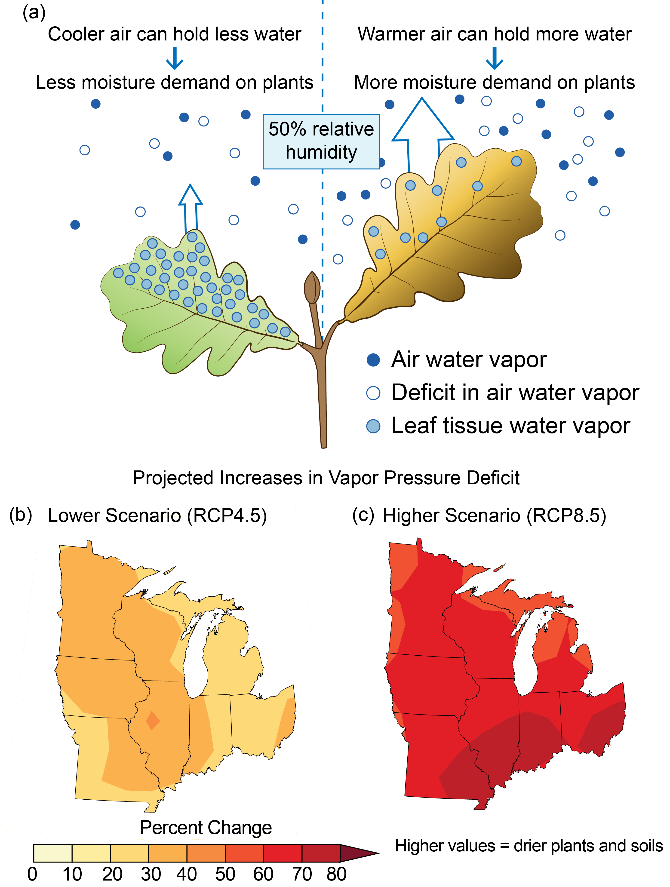 (a)
Cooler air can hold less water
Warmer air can hold more water
Less moisture demand on plants
More moisture demand on plants
50% relative
humidity
Air water vapor
Deficit in air water vapor
Leaf tissue water vapor
Projected Increases in Vapor Pressure Deficit
(b) Lower Scenario (RCP4.5)
(c) Higher Scenario (RCP8.5)
Percent Change
0 10 20 30 40 50 60 70 80
Higher values = drier plants and soils